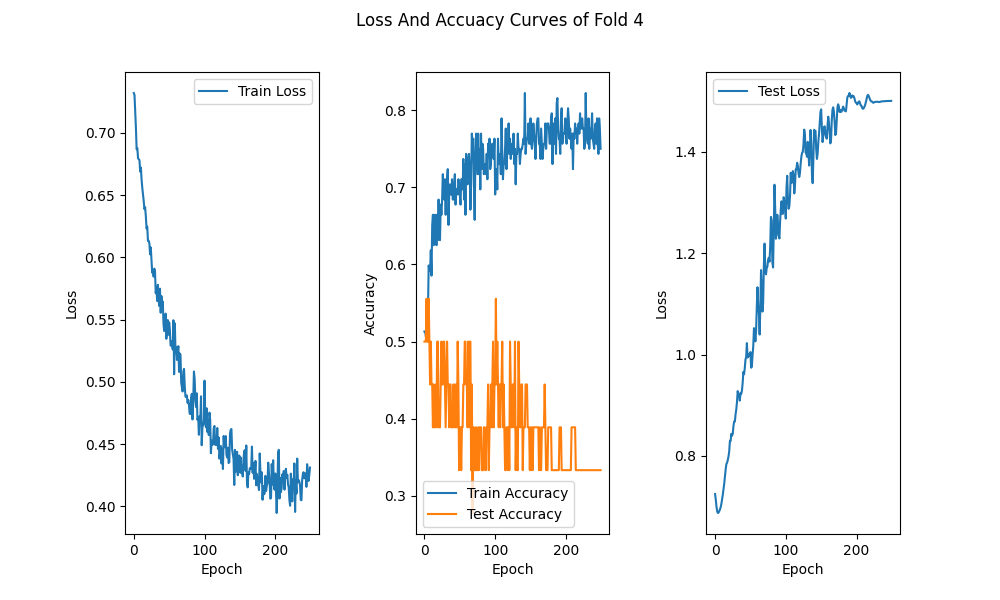 Loss And Accuacy Curves of Fold 4
Train Loss
0.70
0.65
0.60
0.55
0.50
0.45
0.40
Loss
0
100
200
Epoch
0.8
0.7
0.6
0.5
0.4
0.3
Accuracy
Train Accuracy
Test Accuracy
0
100
200
Epoch
Test Loss
1.4
1.2
1.0
0.8
Loss
0
100
200
Epoch